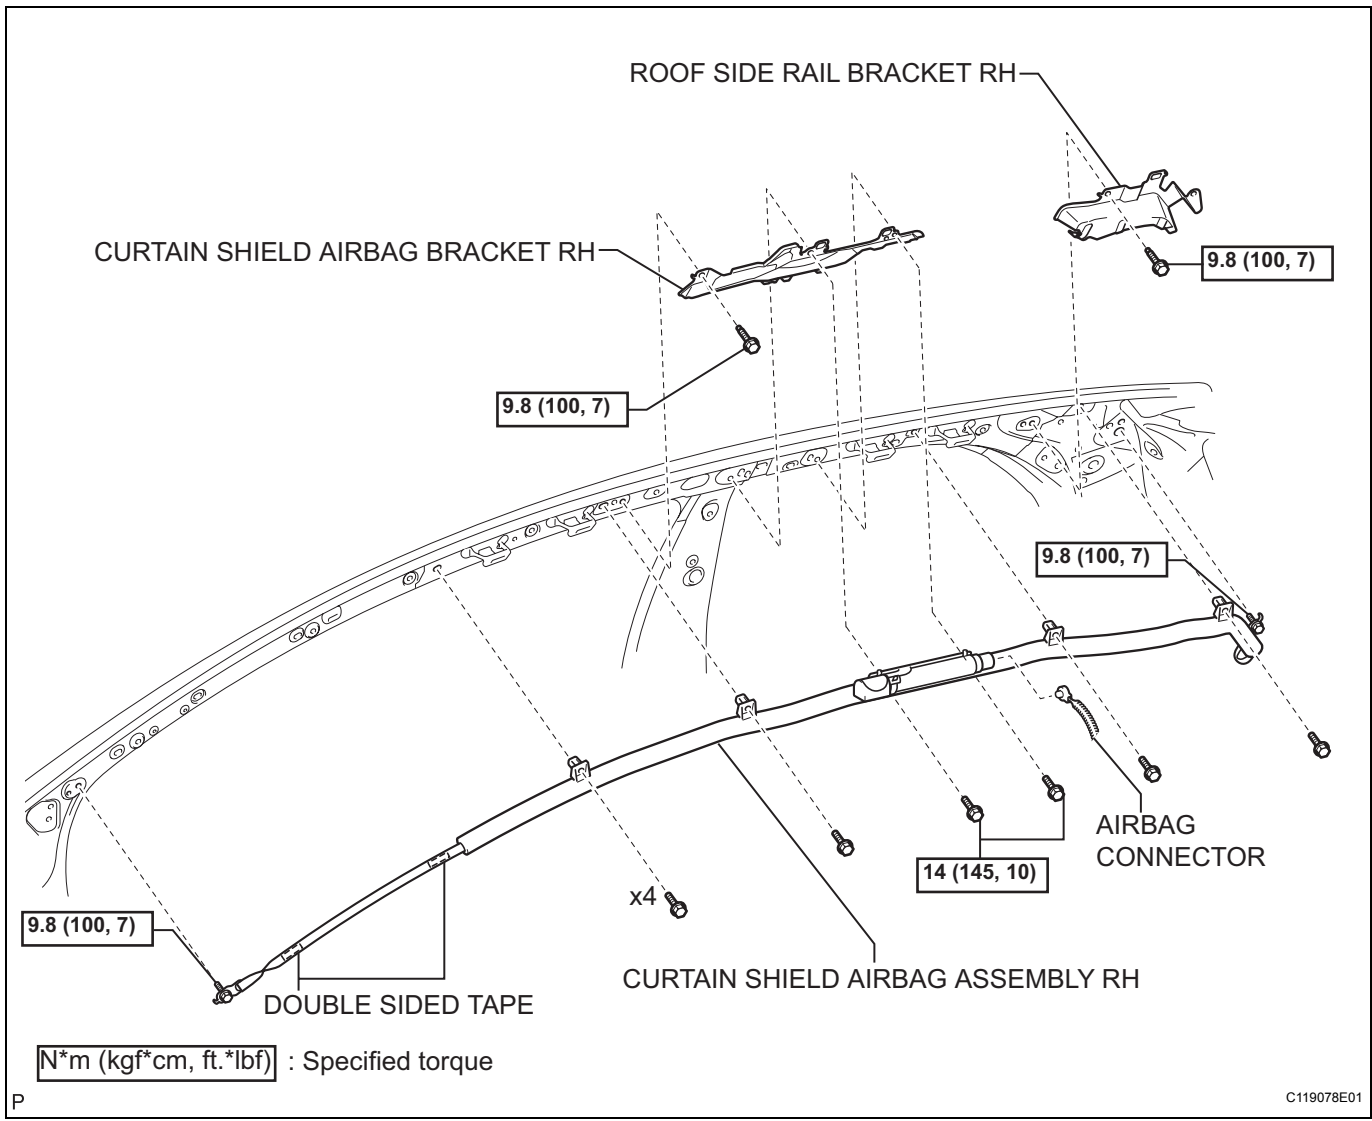 ROOF SIDE RAIL BRACKET RH
CURTAIN SHIELD AIRBAG BRACKET RH
9.8 (100, 7)
9.8 (100, 7)
9.8 (100, 7)
AIRBAG
CONNECTOR
14 (145, 10)
x4
9.8 (100, 7)
CURTAIN SHIELD AIRBAG ASSEMBLY RH
DOUBLE SIDED TAPE
N*m (kgf*cm, ft.*lbf) : Specified torque
P
C119078E01